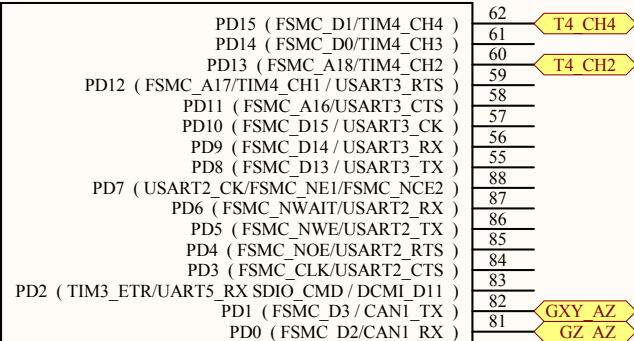 PD15 ( FSMC_D1/TIM4_CH4 ) 62 T4_CH4
PD14 ( FSMC_D0/TIM4_CH3 ) 61
PD13 ( FSMC_A18/TIM4_CH2 ) 60 T4_CH2
PD12 ( FSMC_A17/TIM4_CH1 / USART3_RTS ) 59
PD11 ( FSMC_A16/USART3_CTS ) 58
PD10 ( FSMC_D15 / USART3_CK ) 57
PD9 ( FSMC_D14 / USART3_RX ) 56
PD8 ( FSMC_D13 / USART3_TX ) 55
PD7 ( USART2_CK/FSMC_NE1/FSMC_NCE2 ) 88
PD6 ( FSMC_NWAIT/USART2_RX ) 87
PD5 ( FSMC_NWE/USART2_TX ) 86
PD4 ( FSMC_NOE/USART2_RTS ) 85
PD3 ( FSMC_CLK/USART2_CTS ) 84
PD2 ( TIM3_ETR/UART5_RX SDIO_CMD / DCMI_D11 ) 83
PD1 ( FSMC_D3 / CAN1_TX ) 82 GXY_AZ
PD0 ( FSMC_D2/CAN1_RX ) 81 GZ_AZ